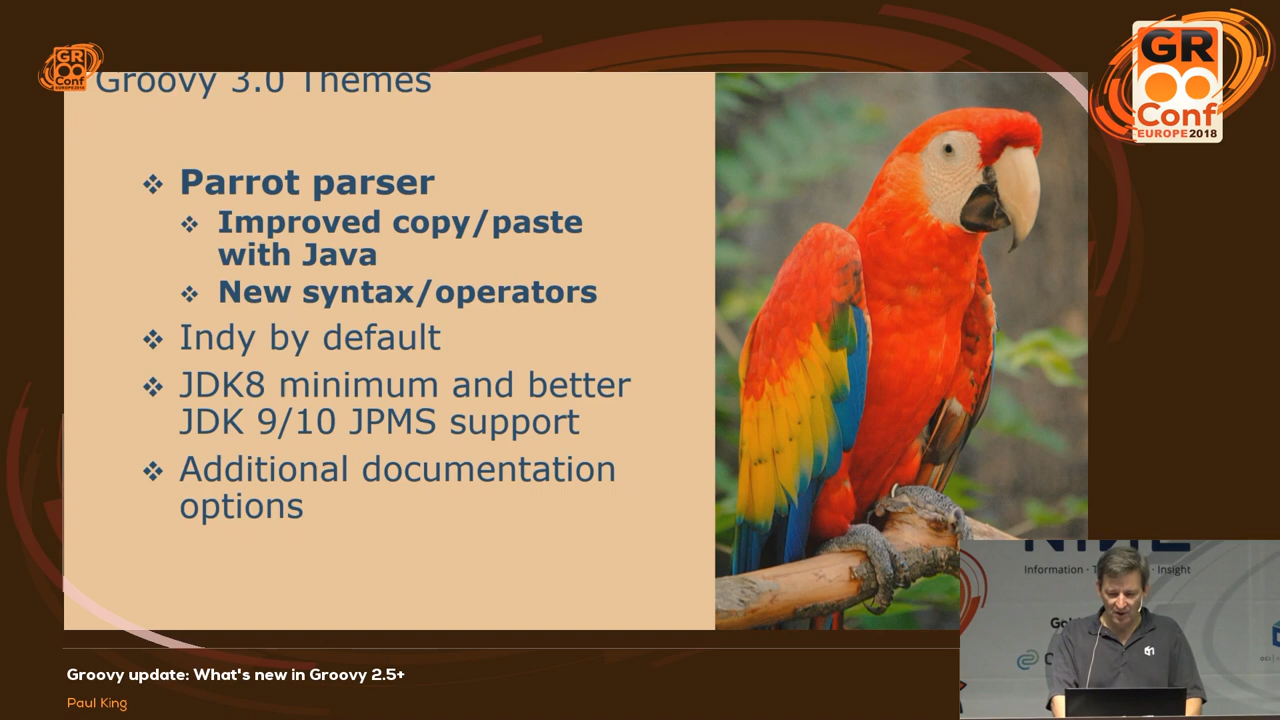 GR
Conf
EUROPE 2018
Groovy 3.0 Themes
GR
Conf
EUROPE 2018
❖ Parrot parser
❖ Improved copy/paste
with Java
❖ New syntax/operators
❖ Indy by default
❖ JDK8 minimum and better
JDK 9/10 JPMS support
❖ Additional documentation
options
Information · T · Insight
Groovy update: What's new in Groovy 2.5+
Paul King